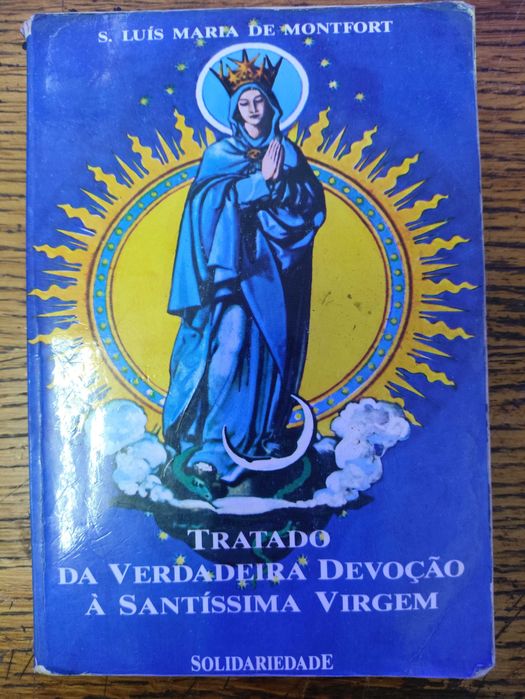 S. LUÍS MARIA DE MONTFORT
TRATADO
DA VERDADEIRA DEVOÇÃO
À SANTÍSSIMA VIRGEM
SOLIDARIEDADE